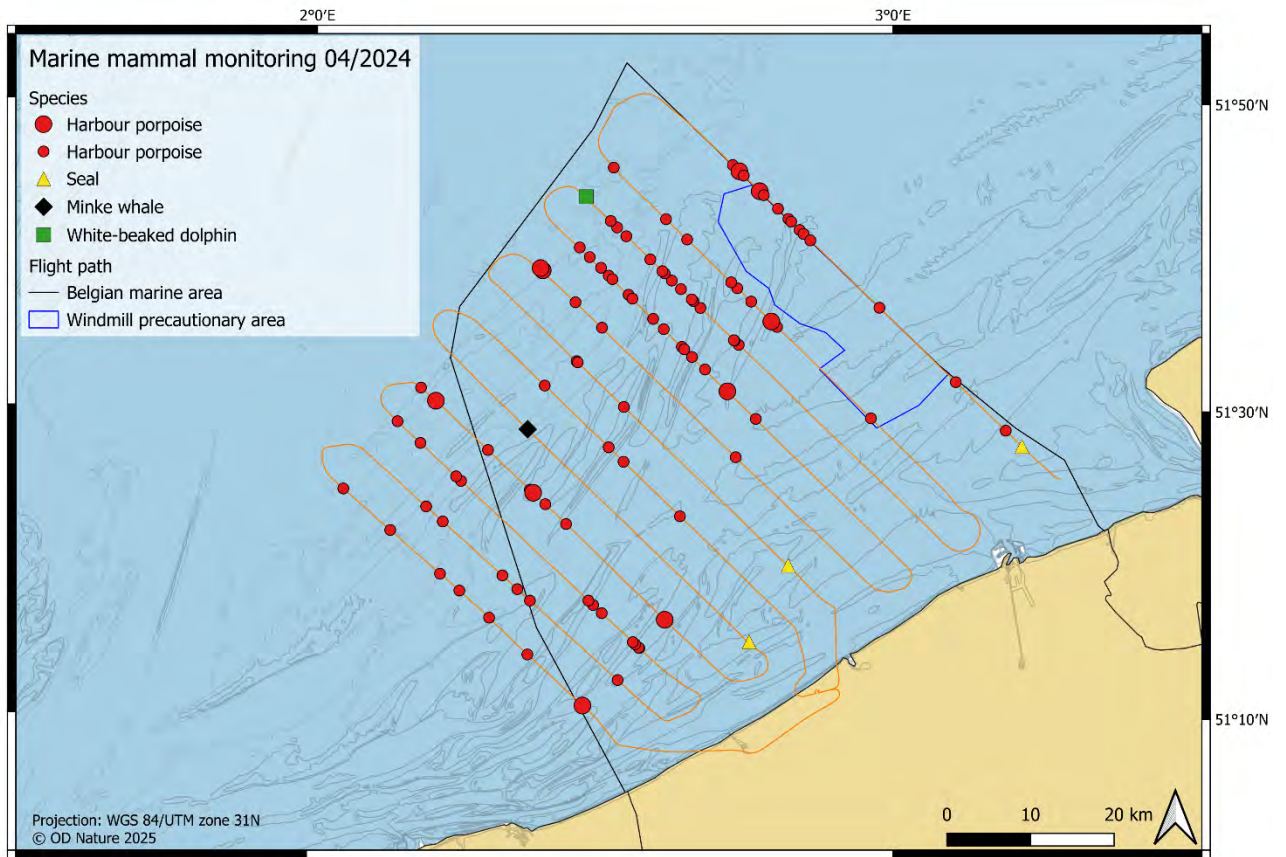 2°0'E
3°0'E
Marine mammal monitoring 04/2024
Species
Harbour porpoise
Harbour porpoise
Seal
Minke whale
White-beaked dolphin
Flight path
Belgian marine area
Windmill precautionary area
51°50'N
51°30'N
51°10'N
Projection: WGS 84/UTM zone 31N
© OD Nature 2025
0 10 20 km